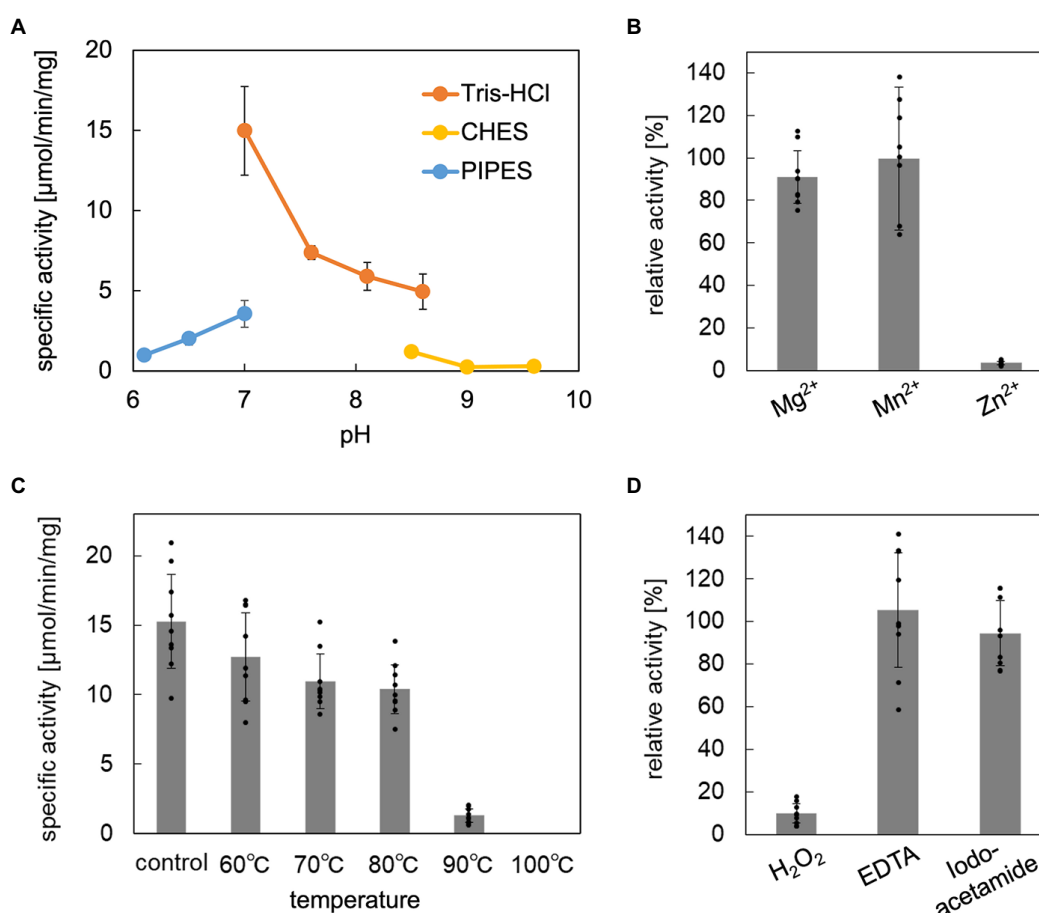 A
specific activity [µmol/min/mg]
20
15
10
5
0
6
7
8
9
10
pH
Tris-HCl
CHES
PIPES
B
relative activity [%]
140
120
100
80
60
40
20
0
Mg²⁺
Mn²⁺
Zn²⁺
C
specific activity [µmol/min/mg]
20
15
10
5
0
control
60℃
70℃
80℃
90℃
100℃
temperature
D
relative activity [%]
140
120
100
80
60
40
20
0
H₂O₂
EDTA
Iodo-
acetamide